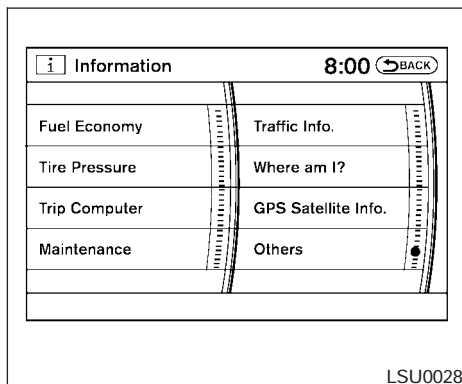 i Information 8:00 BACK
Fuel Economy
Tire Pressure
Trip Computer
Maintenance
Traffic Info.
Where am I?
GPS Satellite Info.
Others
LSU0028